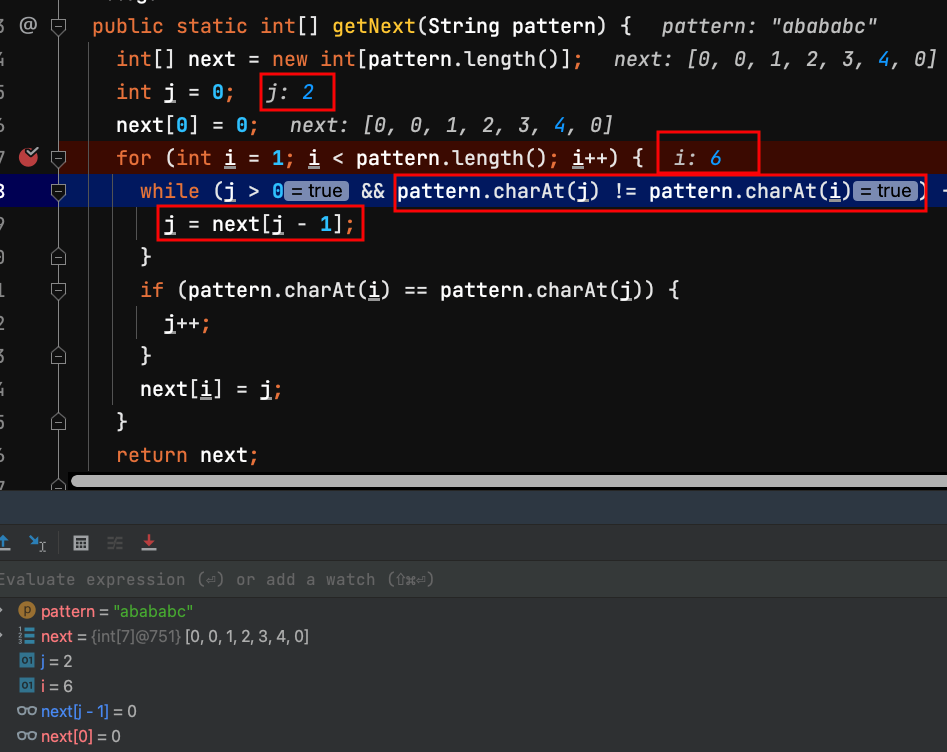 3 @ public static int[] getNext(String pattern) { pattern: "abababc"
int[] next = new int[pattern.length()]; next: [0, 0, 1, 2, 3, 4, 0]
5 int j = 0; j: 2
6 next[0] = 0; next: [0, 0, 1, 2, 3, 4, 0]
7 for (int i = 1; i < pattern.length(); i++) { i: 6
8 while (j > 0 = true && pattern.charAt(j) != pattern.charAt(i) = true )
9 j = next[j - 1];
0 }
1 if (pattern.charAt(i) == pattern.charAt(j)) {
2 j++;
3 }
4 next[i] = j;
5 }
6 return next;
7
Evaluate expression (⏎) or add a watch (⇧⌘⏎)
p pattern = "abababc"
next = {int[7]@751} [0, 0, 1, 2, 3, 4, 0]
01 j = 2
01 i = 6
next[j - 1] = 0
next[0] = 0